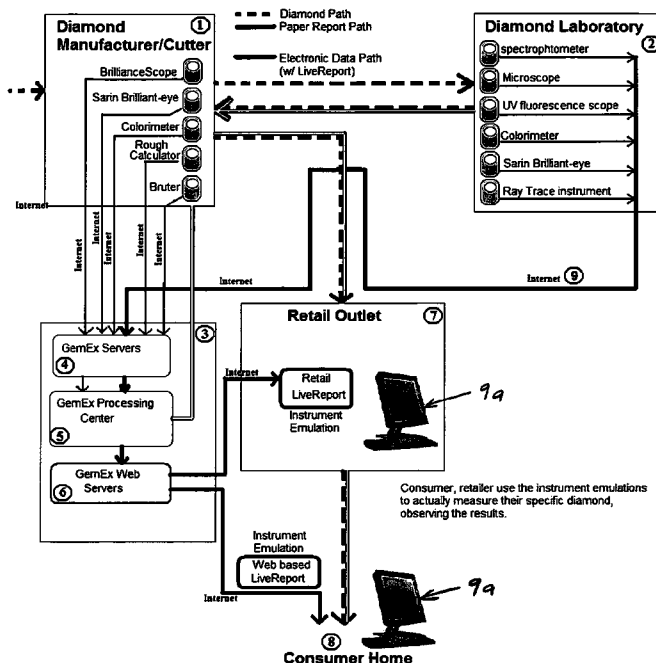 Diamond
Manufacturer/Cutter
1
Diamond Path
Paper Report Path
Electronic Data Path
(w/ LiveReport)
Diamond Laboratory
2
BrillianceScope
Sarin Brilliant-eye
Colorimeter
Rough
Calculator
Bruter
spectrophtometer
Microscope
UV fluorescence scope
Colorimeter
Sarin Brilliant-eye
Ray Trace instrument
Internet
Internet
Internet
Internet
Internet
Internet
Internet
Internet
9
3
GemEx Servers
4
GemEx Processing
Center
5
GemEx Web
Servers
6
Retail Outlet
7
Internet
Retail
LiveReport
Instrument
Emulation
9a
Consumer, retailer use the instrument emulations
to actually measure their specific diamond,
observing the results.
Instrument
Emulation
Web based
LiveReport
Internet
9a
8
Consumer Home